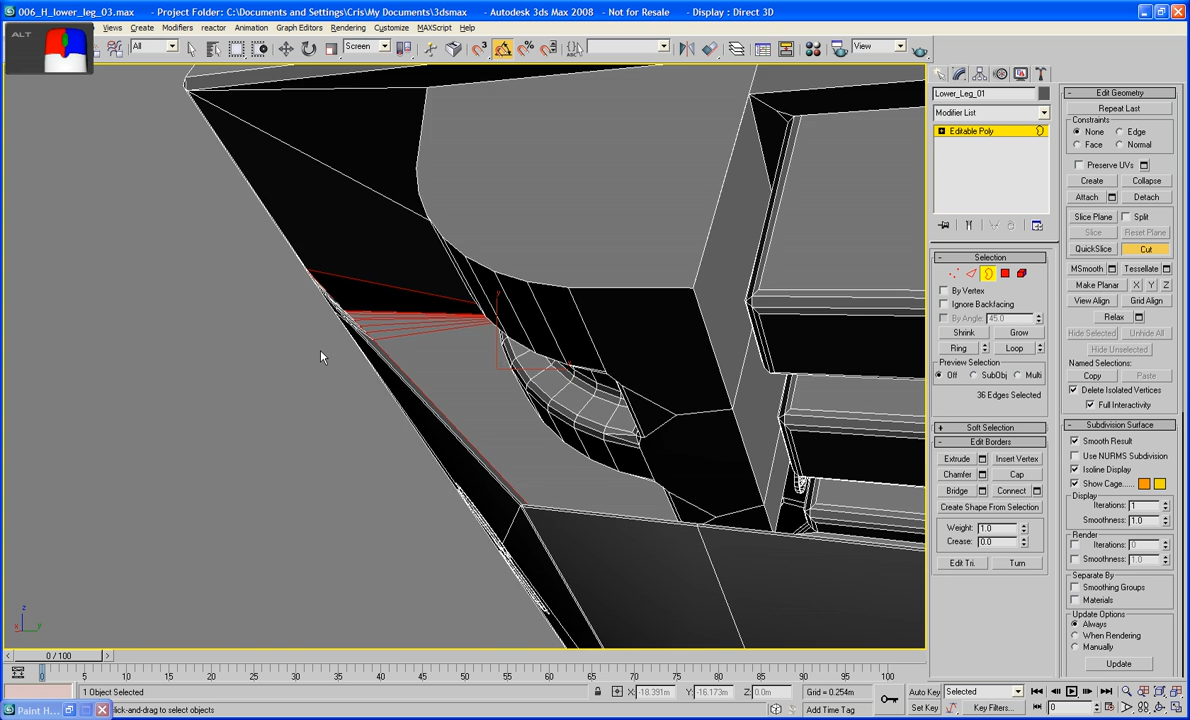 006_H_lower_leg_03.max - Project Folder: C:\Documents and Settings\Cris\My Documents\3dsmax - Autodesk 3ds Max 2008 - Not for Resale - Display : Direct 3D
Views Create Modifiers reactor Animation Graph Editors Rendering Customize MAXScript Help
ALT
All
Screen
View
Lower_Leg_01
Modifier List
Editable Poly
Selection
By Vertex
Ignore Backfacing
By Angle: 45.0
Shrink Grow
Ring Loop
Preview Selection
Off SubObj Multi
36 Edges Selected
Soft Selection
Edit Borders
Extrude Insert Vertex
Chamfer Cap
Bridge Connect
Create Shape From Selection
Weight: 1.0
Crease: 0.0
Edit Tri. Turn
Edit Geometry
Repeat Last
Constraints
None Edge
Face Normal
Preserve UVs
Create Collapse
Attach Detach
Slice Plane Split
Slice Reset Plane
QuickSlice Cut
MSmooth Tessellate
Make Planar X Y Z
View Align Grid Align
Relax
Hide Selected Unhide All
Hide Unselected
Named Selections:
Copy Paste
Delete Isolated Vertices
Full Interactivity
Subdivision Surface
Smooth Result
Use NURMS Subdivision
Isoline Display
Show Cage......
Display
Iterations: 1
Smoothness: 1.0
Render
Iterations: 0
Smoothness: 1.0
Separate By
Smoothing Groups
Materials
Update Options
Always
When Rendering
Manually
Update
z
x y
0 / 100
0 5 10 15 20 25 30 35 40 45 50 55 60 65 70 75 80 85 90 95 100
1 Object Selected
X: -18.391m Y: -16.173m Z: 0.0m
Grid = 0.254m
Auto Key Selected
Paint H...
lick-and-drag to select objects
Add Time Tag
Set Key Key Filters...
0